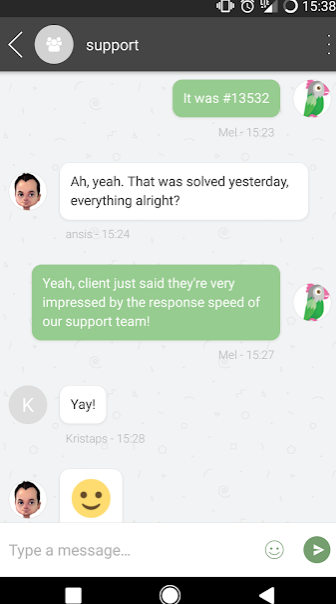 15:38
support
It was #13532
Mel - 15:23
Ah, yeah. That was solved yesterday,
everything alright?
ansis - 15:24
Yeah, client just said they're very
impressed by the response speed of
our support team!
Mel - 15:27
K
Yay!
Kristaps - 15:28
Type a message...